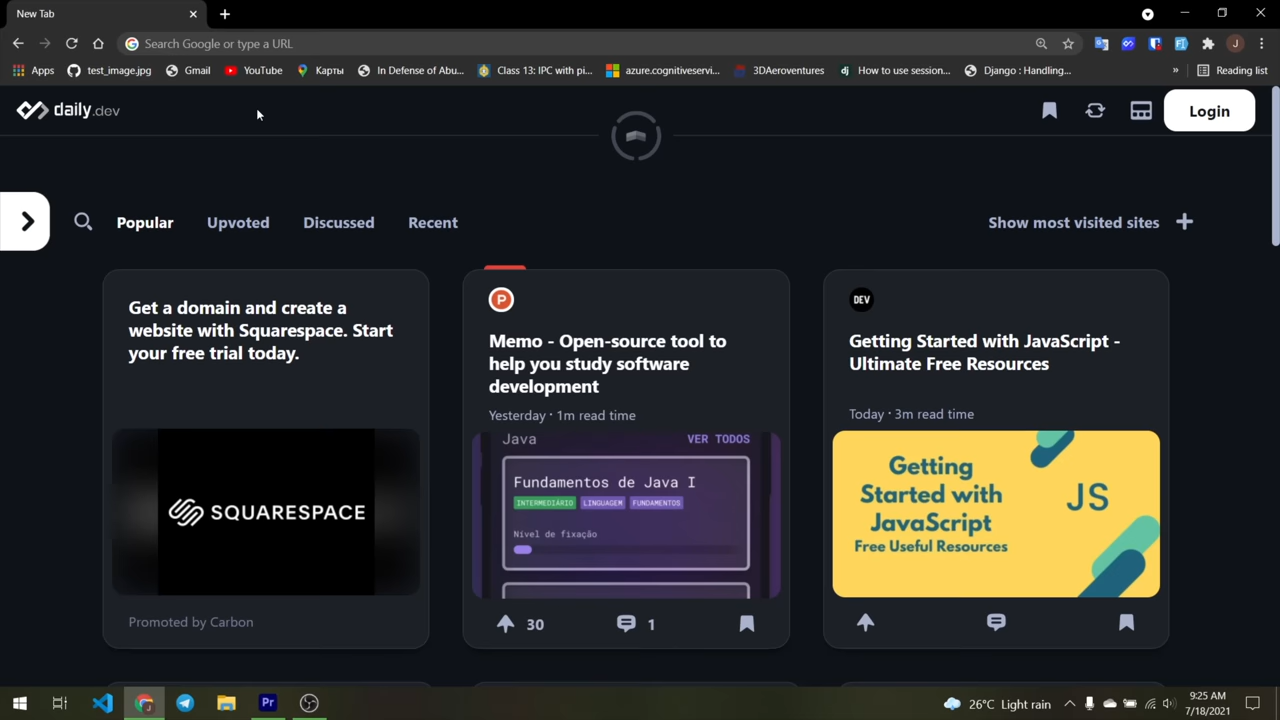 New Tab
Search Google or type a URL
J
Apps
test_image.jpg
Gmail
YouTube
Карты
In Defense of Abu...
Class 13: IPC with pi...
azure.cognitiveservi...
3DAeroventures
dj
How to use session...
Django : Handling...
»
Reading list
daily.dev
Login
Popular
Upvoted
Discussed
Recent
Show most visited sites
Get a domain and create a
website with Squarespace. Start
your free trial today.
SQUARESPACE
Promoted by Carbon
P
Memo - Open-source tool to
help you study software
development
Yesterday · 1m read time
Java
VER TODOS
Fundamentos de Java I
INTERMEDIÁRIO
LINGUAGEM
FUNDAMENTOS
Nível de fixação
30
1
DEV
Getting Started with JavaScript -
Ultimate Free Resources
Today · 3m read time
Getting
Started with
JavaScript
Free Useful Resources
JS
Pr
26°C Light rain
9:25 AM
7/18/2021